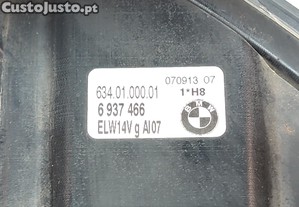 CustoJusto.pt
634.01.000.01
070913 07
6 937 466
1*H8
ELW14V g AI07
BMW